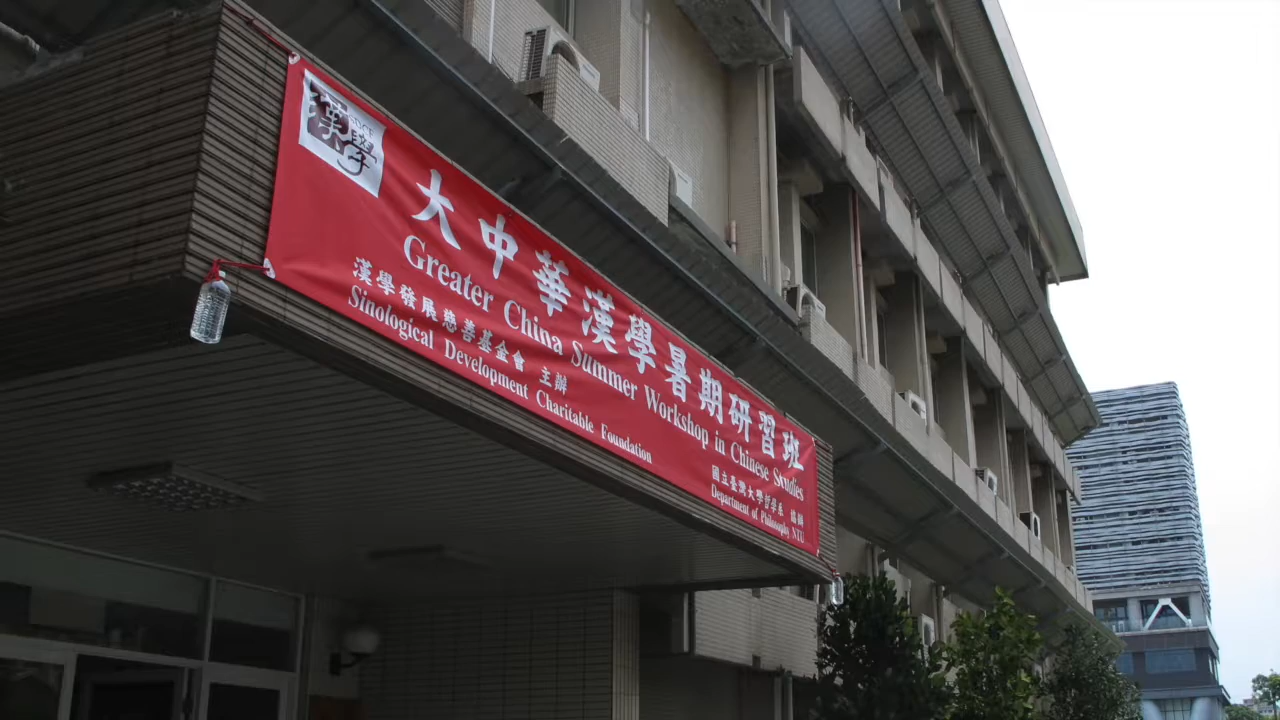 漢學
大中華漢學暑期研習班
Greater China Summer Workshop in Chinese Studies
漢學發展慈善基金會 主辦
Sinological Development Charitable Foundation
國立臺灣大學哲學系 協辦
Department of Philosophy NTU